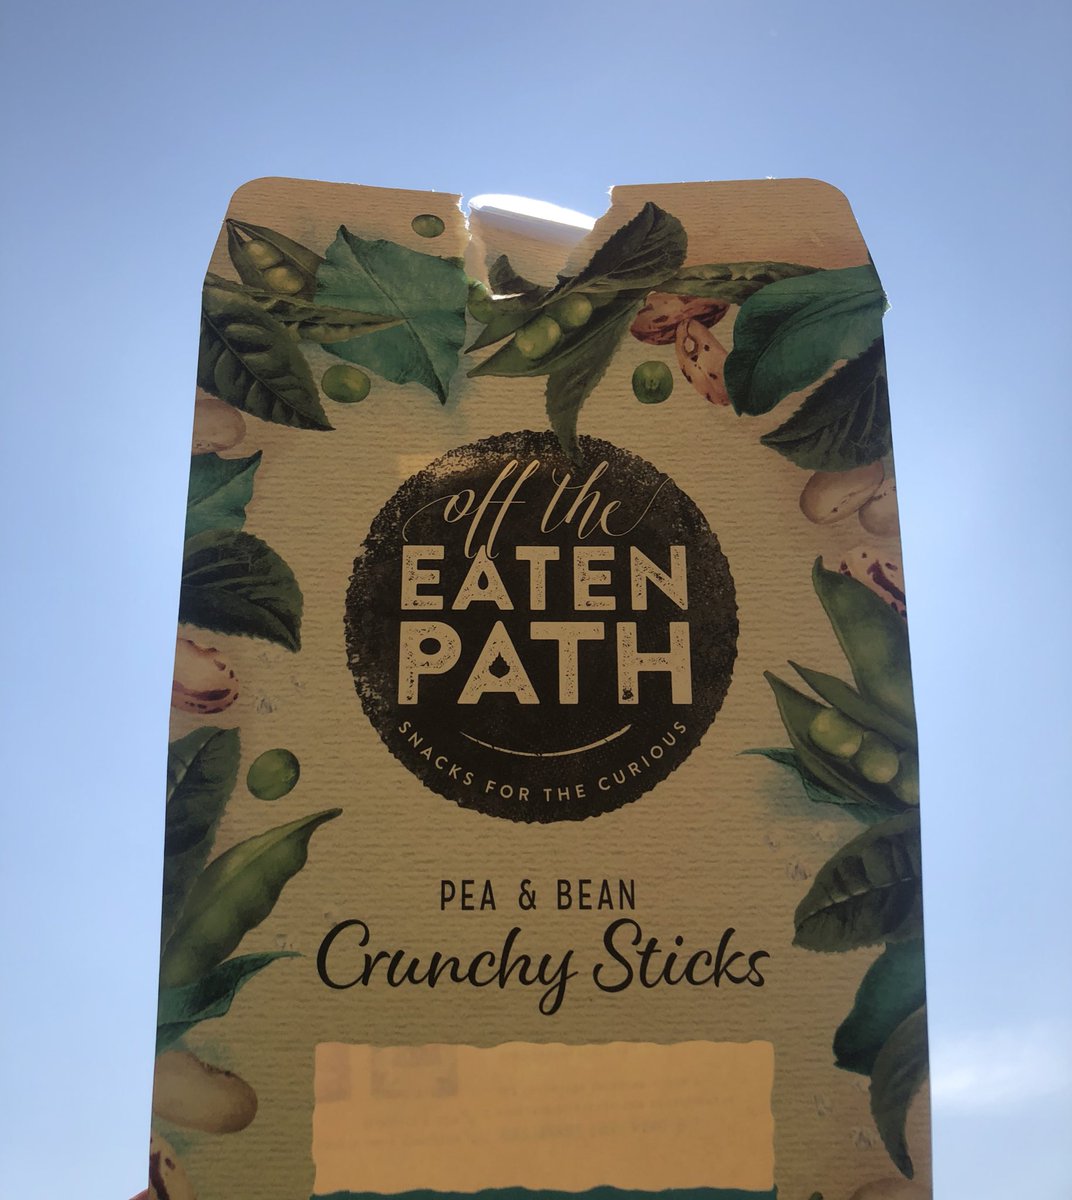 off the
EATEN
PATH
SNACKS FOR THE CURIOUS
PEA & BEAN
Crunchy Sticks